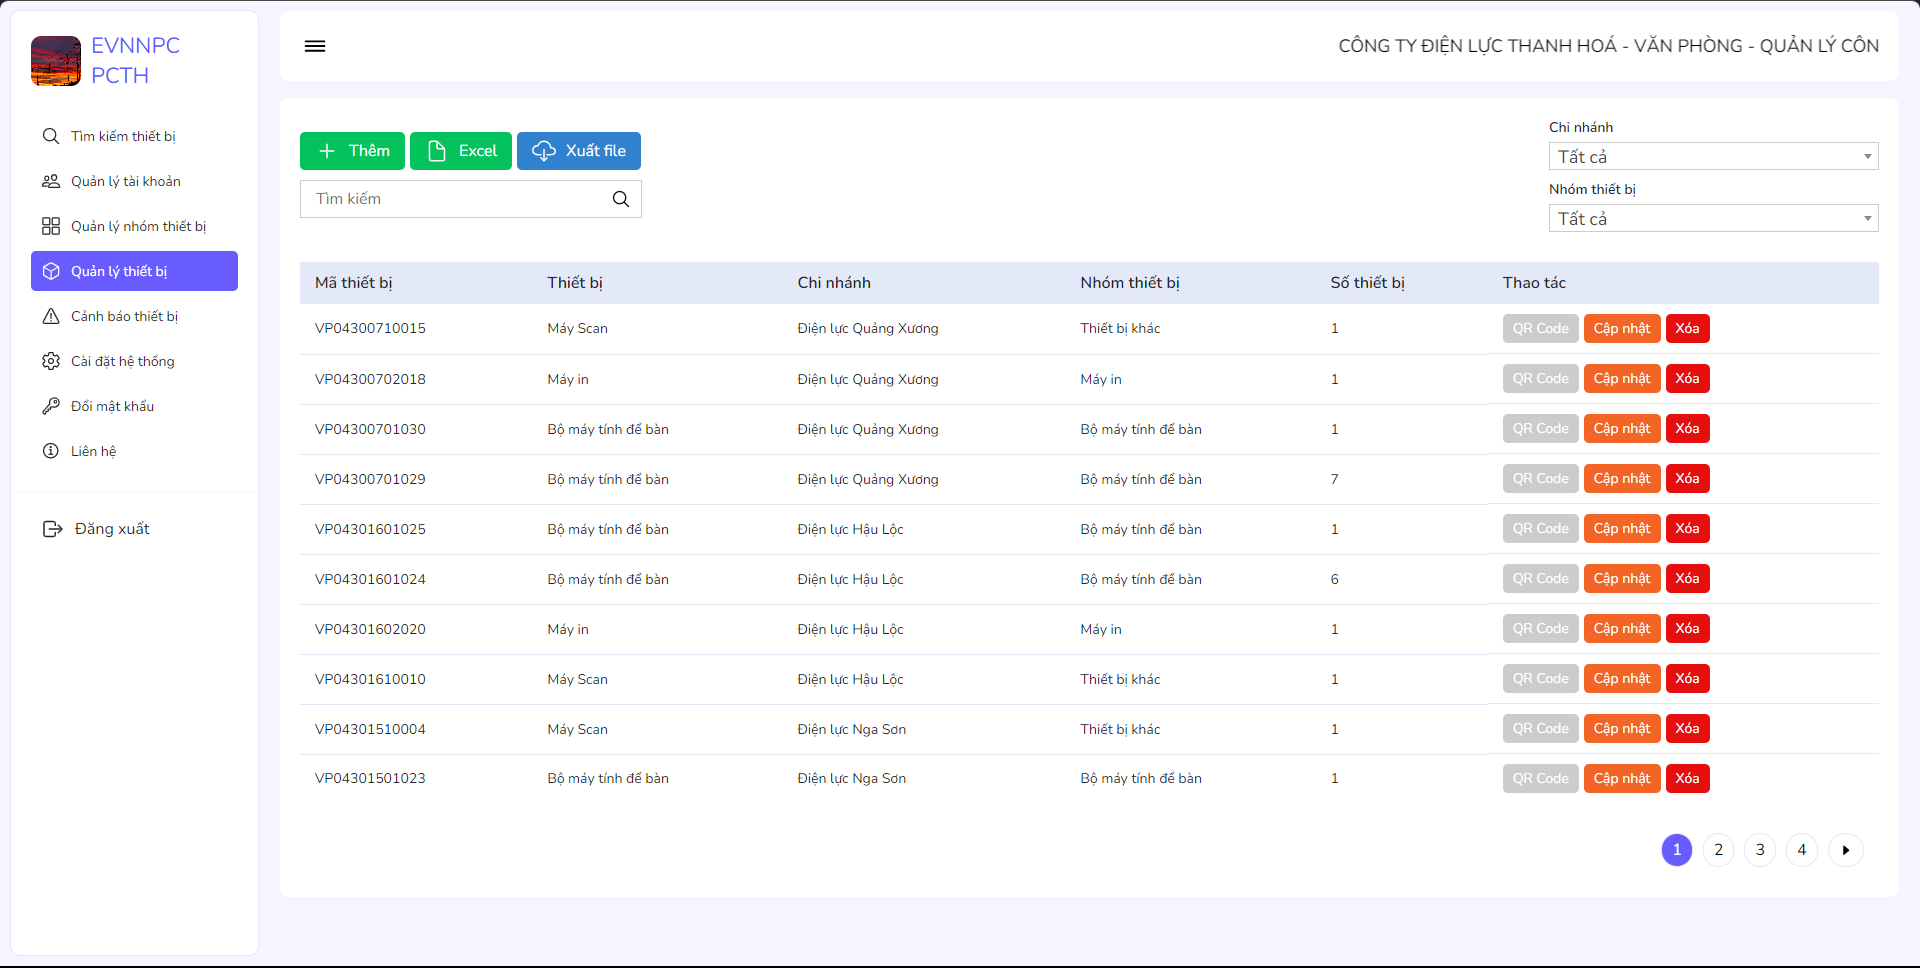 EVNNPC
PCTH
Tìm kiếm thiết bị
Quản lý tài khoản
Quản lý nhóm thiết bị
Quản lý thiết bị
Cảnh báo thiết bị
Cài đặt hệ thống
Đổi mật khẩu
Liên hệ
Đăng xuất
CÔNG TY ĐIỆN LỰC THANH HOÁ - VĂN PHÒNG - QUẢN LÝ CÔN
Thêm Excel Xuất file
Tìm kiếm
Chi nhánh
Tất cả
Nhóm thiết bị
Tất cả
Mã thiết bị Thiết bị Chi nhánh Nhóm thiết bị Số thiết bị Thao tác
VP04300710015 Máy Scan Điện lực Quảng Xương Thiết bị khác 1 QR Code Cập nhật Xóa
VP04300702018 Máy in Điện lực Quảng Xương Máy in 1 QR Code Cập nhật Xóa
VP04300701030 Bộ máy tính để bàn Điện lực Quảng Xương Bộ máy tính để bàn 1 QR Code Cập nhật Xóa
VP04300701029 Bộ máy tính để bàn Điện lực Quảng Xương Bộ máy tính để bàn 7 QR Code Cập nhật Xóa
VP04301601025 Bộ máy tính để bàn Điện lực Hậu Lộc Bộ máy tính để bàn 1 QR Code Cập nhật Xóa
VP04301601024 Bộ máy tính để bàn Điện lực Hậu Lộc Bộ máy tính để bàn 6 QR Code Cập nhật Xóa
VP04301602020 Máy in Điện lực Hậu Lộc Máy in 1 QR Code Cập nhật Xóa
VP04301610010 Máy Scan Điện lực Hậu Lộc Thiết bị khác 1 QR Code Cập nhật Xóa
VP04301510004 Máy Scan Điện lực Nga Sơn Thiết bị khác 1 QR Code Cập nhật Xóa
VP04301501023 Bộ máy tính để bàn Điện lực Nga Sơn Bộ máy tính để bàn 1 QR Code Cập nhật Xóa
1 2 3 4